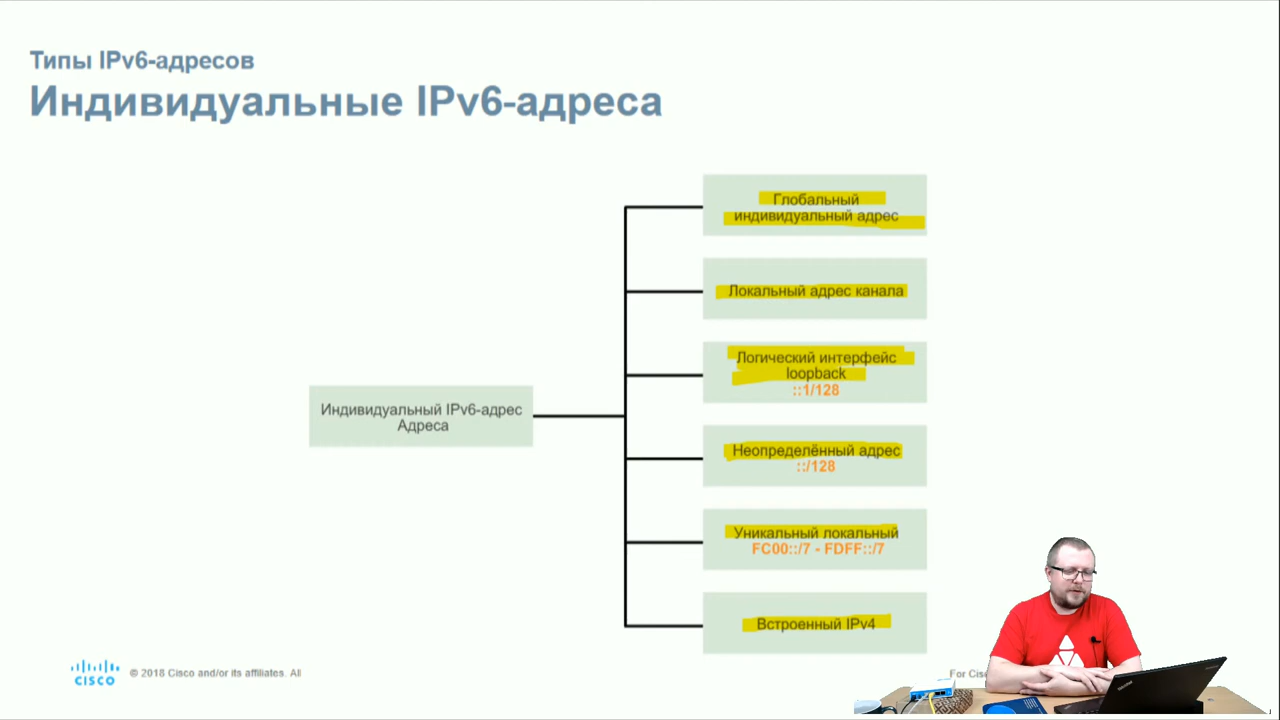 Типы IPv6-адресов
Индивидуальные IPv6-адреса
Глобальный
индивидуальный адрес
Локальный адрес канала
Логический интерфейс
loopback
::1/128
Индивидуальный IPv6-адрес
Адреса
Неопределённый адрес
::/128
Уникальный локальный
FC00::/7 - FDFF::/7
Встроенный IPv4
CISCO
© 2018 Cisco and/or its affiliates. All
For Cisc